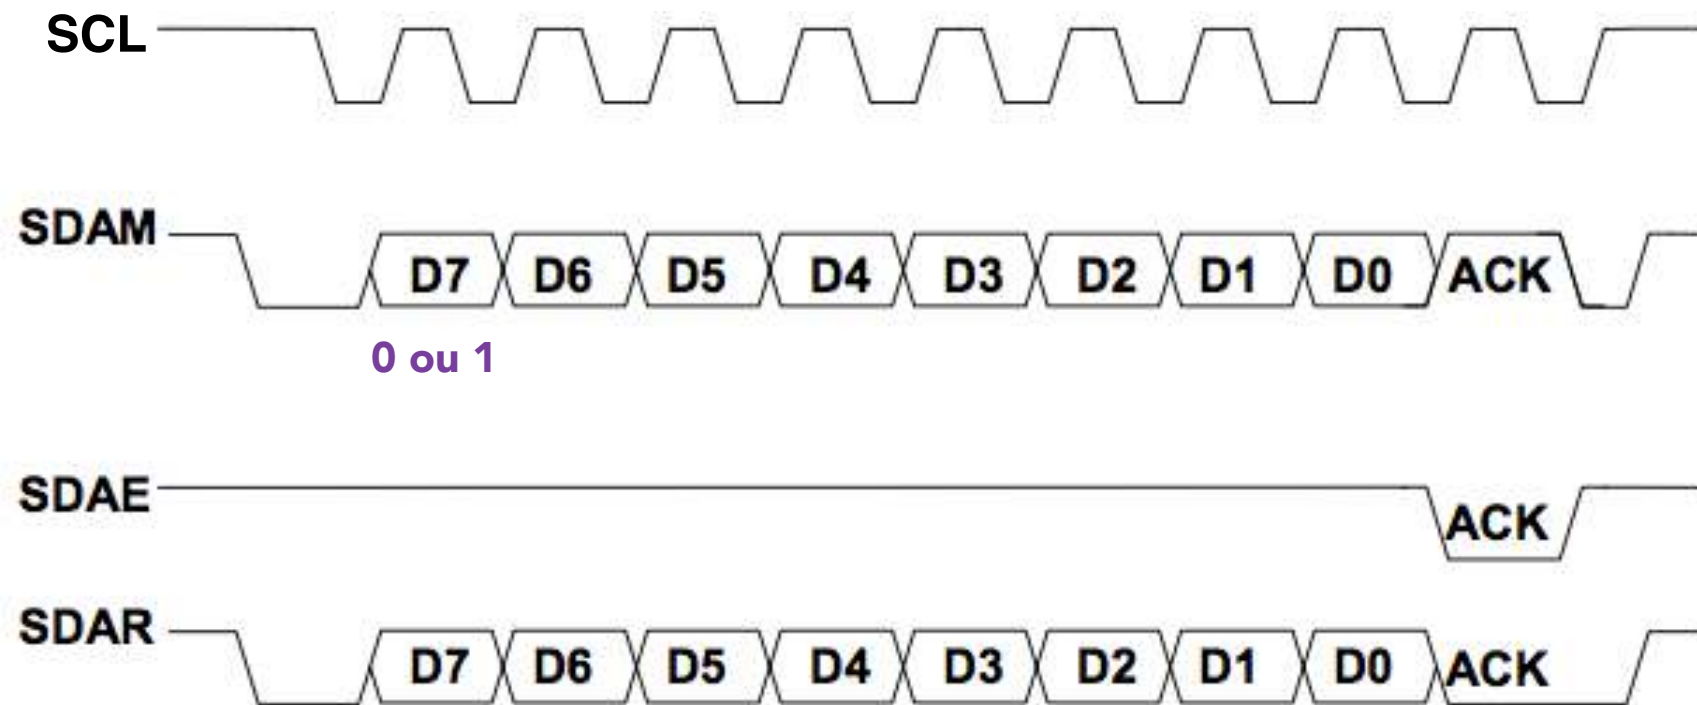 SCL
SDAM D7 D6 D5 D4 D3 D2 D1 D0 ACK
0 ou 1
SDAE ACK
SDAR D7 D6 D5 D4 D3 D2 D1 D0 ACK